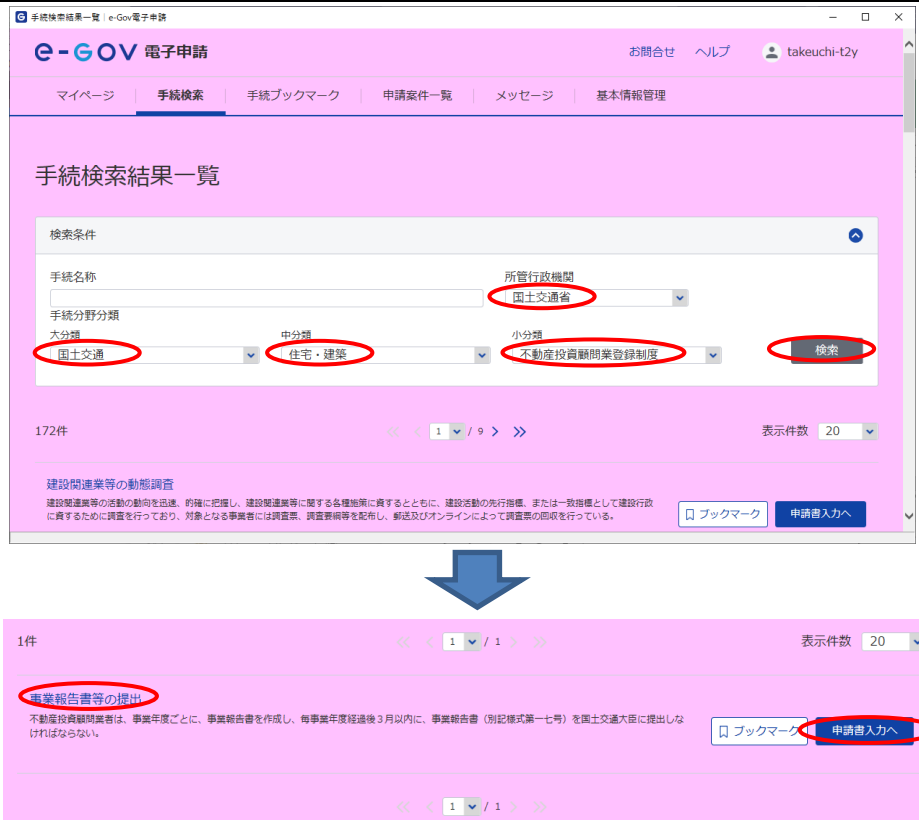 手続検索結果一覧 | e-Gov電子申請
e-GOV 電子申請
お問合せ ヘルプ takeuchi-t2y
マイページ 手続検索 手続ブックマーク 申請案件一覧 メッセージ 基本情報管理
手続検索結果一覧
検索条件
手続名称 所管行政機関
国土交通省
手続分野分類
大分類 中分類 小分類
国土交通 住宅・建築 不動産投資顧問業登録制度 検索
172件 1 / 9 表示件数 20
建設関連業等の動態調査
建設関連業等の活動の動向を迅速、的確に把握し、建設関連業等に関する各種施策に資するとともに、建設活動の先行指標、または一致指標として建設行政
に資するために調査を行っており、対象となる事業者には調査票、調査要綱等を配布し、郵送及びオンラインによって調査票の回収を行っている。
ブックマーク 申請書入力へ
1件 1 / 1 表示件数 20
事業報告書等の提出
不動産投資顧問業者は、事業年度ごとに、事業報告書を作成し、毎事業年度経過後３月以内に、事業報告書（別記様式第一七号）を国土交通大臣に提出しな
ければならない。
ブックマーク 申請書入力へ
1 / 1